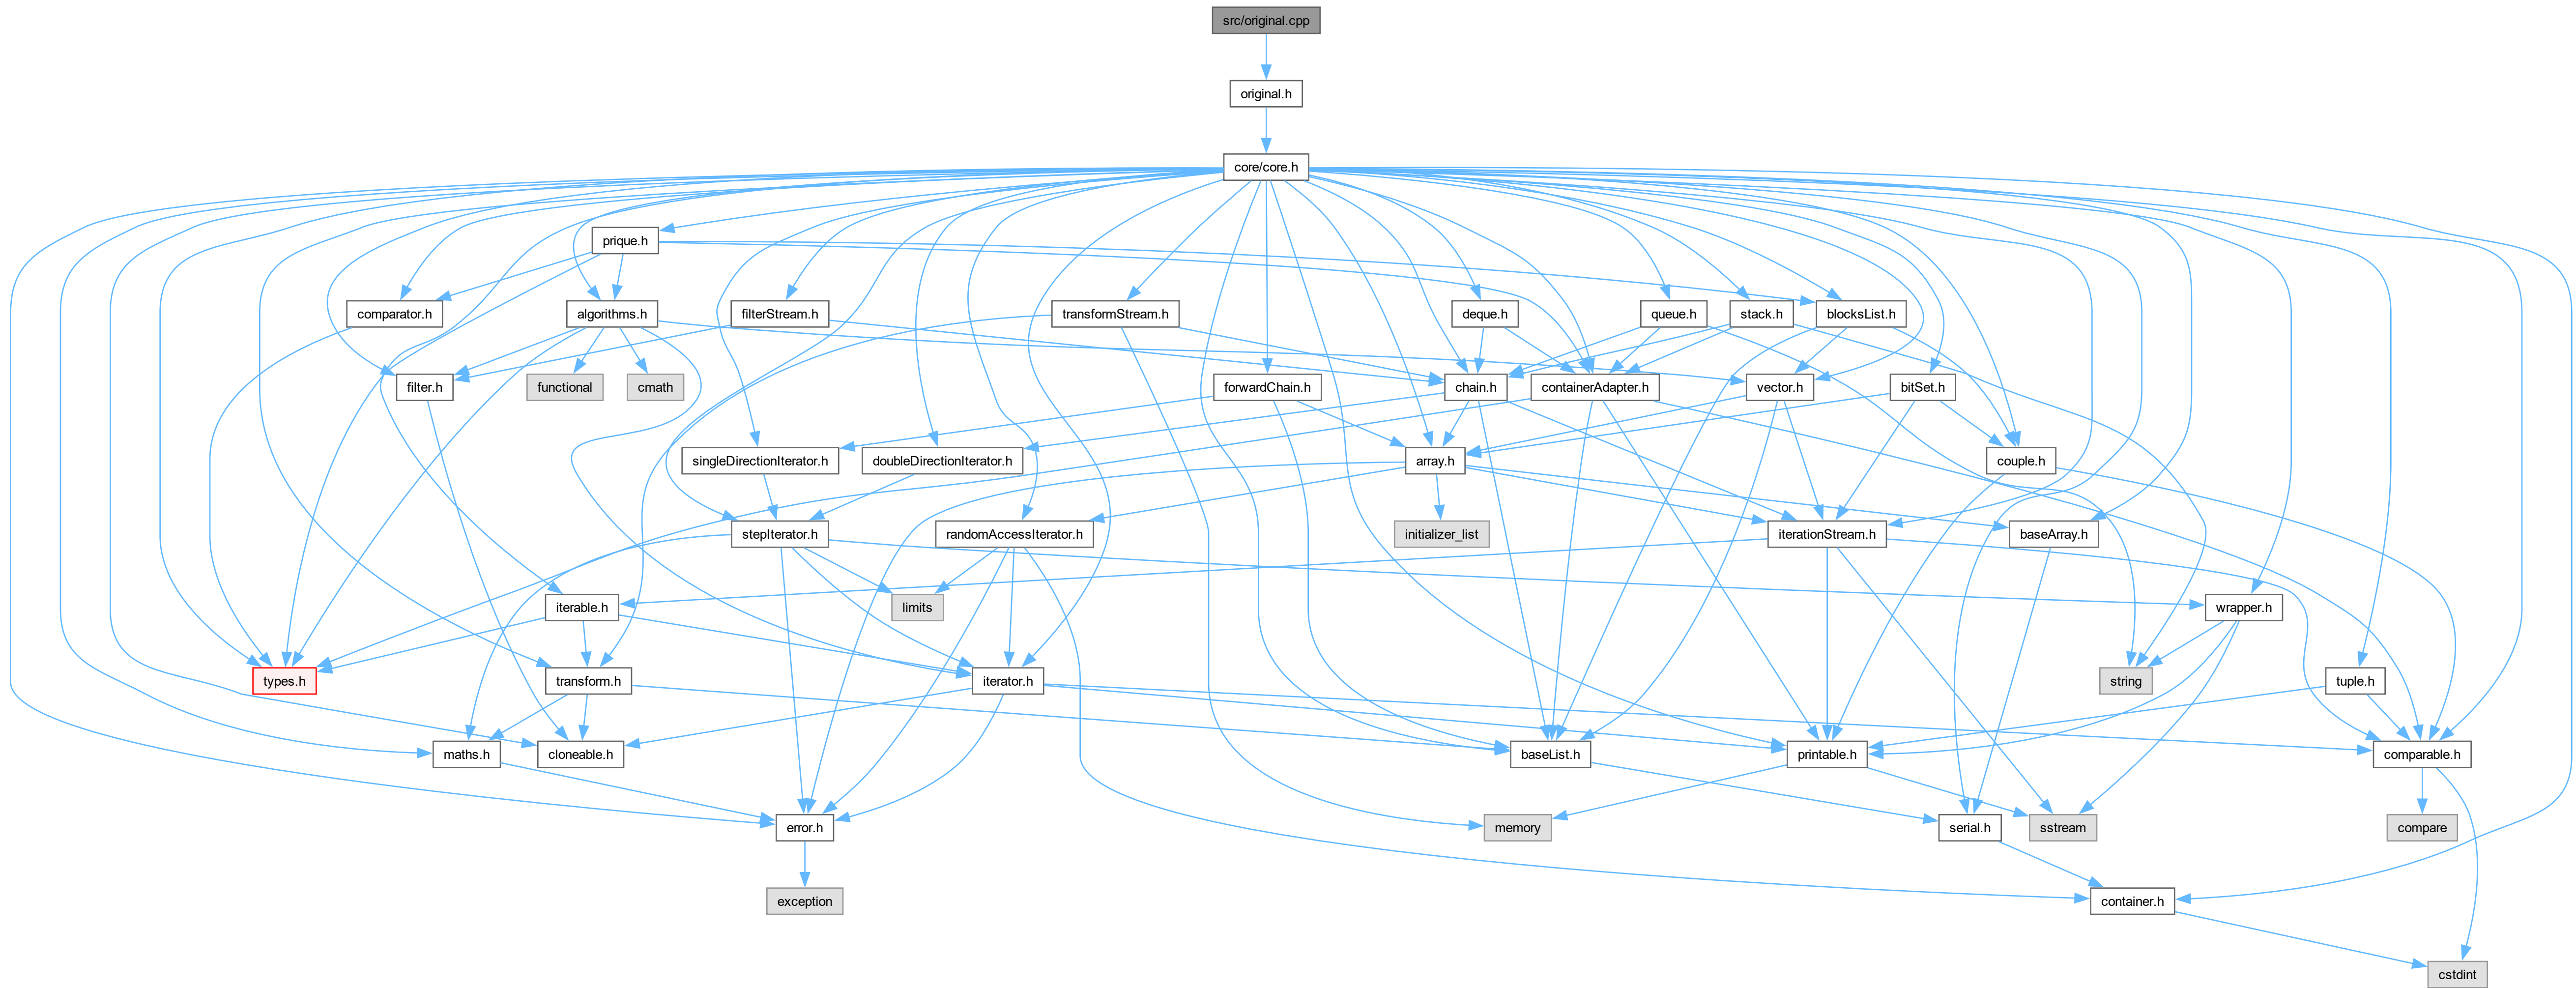 src/original.cpp
original.h
core/core.h
prique.h
comparator.h
algorithms.h
filterStream.h
transformStream.h
deque.h
queue.h
stack.h
blocksList.h
filter.h
functional
cmath
forwardChain.h
chain.h
containerAdapter.h
vector.h
bitSet.h
singleDirectionIterator.h
doubleDirectionIterator.h
array.h
couple.h
stepIterator.h
randomAccessIterator.h
initializer_list
iterationStream.h
baseArray.h
iterable.h
limits
wrapper.h
types.h
transform.h
iterator.h
string
tuple.h
maths.h
cloneable.h
baseList.h
printable.h
comparable.h
error.h
memory
serial.h
sstream
compare
exception
container.h
cstdint